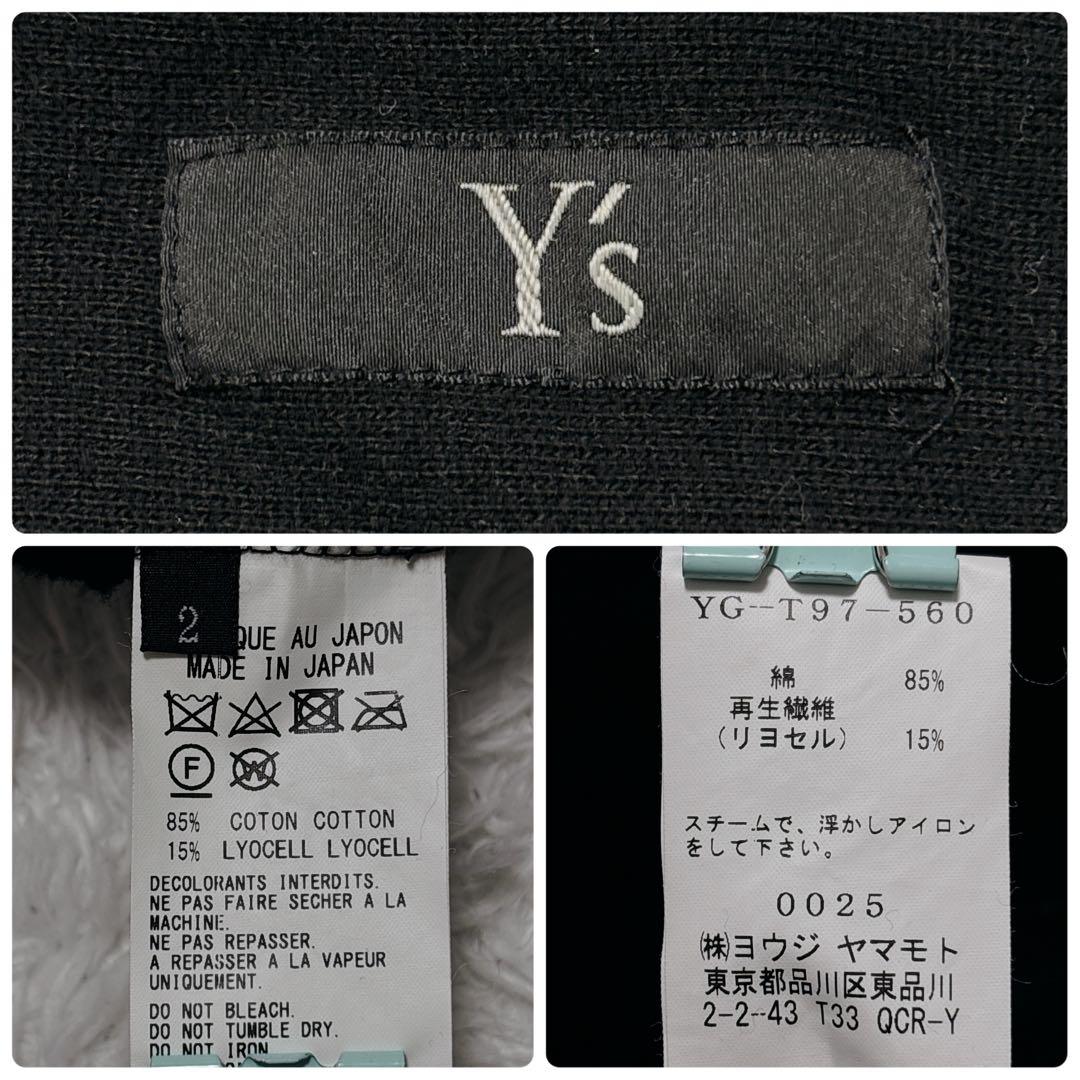 Y's
2
QUE AU JAPON
MADE IN JAPAN
F
W
85% COTON COTTON
15% LYOCELL LYOCELL
DECOLORANTS INTERDITS.
NE PAS FAIRE SECHER A LA
MACHINE.
NE PAS REPASSER.
A REPASSER A LA VAPEUR
UNIQUEMENT.
DO NOT BLEACH.
DO NOT TUMBLE DRY.
DO NOT IRON
YG-T97-560
綿 85%
再生繊維
(リヨセル) 15%
スチームで、浮かしアイロン
をして下さい。
0025
㈱ヨウジ ヤマモト
東京都品川区東品川
2-2-43 T33 QCR-Y